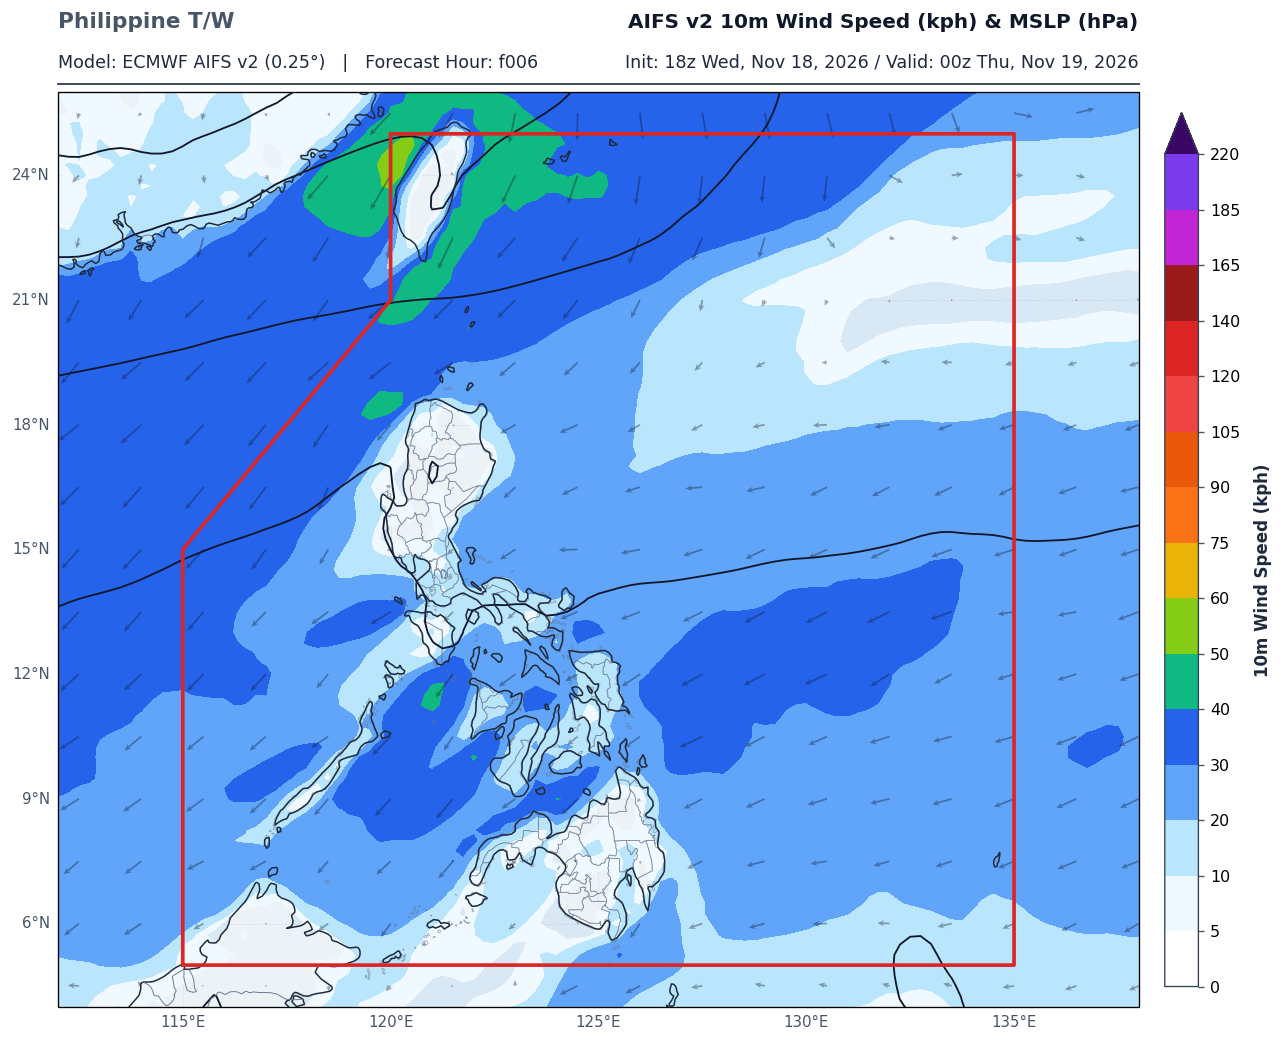 Philippine T/W
AIFS v2 10m Wind Speed (kph) & MSLP (hPa)
Model: ECMWF AIFS v2 (0.25°) | Forecast Hour: f006
Init: 18z Wed, Nov 18, 2026 / Valid: 00z Thu, Nov 19, 2026
24°N
21°N
18°N
15°N
12°N
9°N
6°N
115°E
120°E
125°E
130°E
135°E
220
185
165
140
120
105
90
75
60
50
40
30
20
10
5
0
10m Wind Speed (kph)